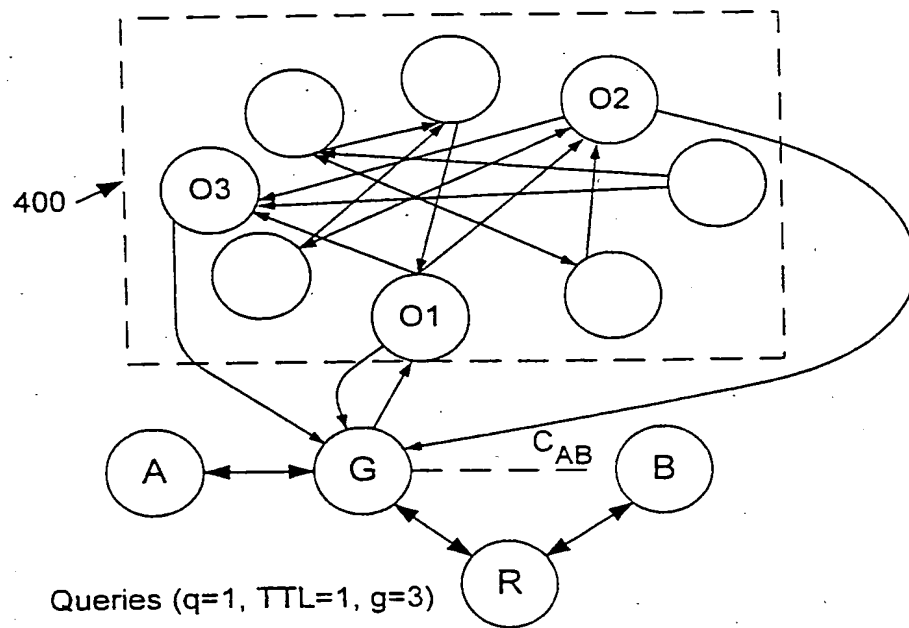 O2
O3
400
O1
C_AB
A
G
B
R
Queries (q=1, TTL=1, g=3)